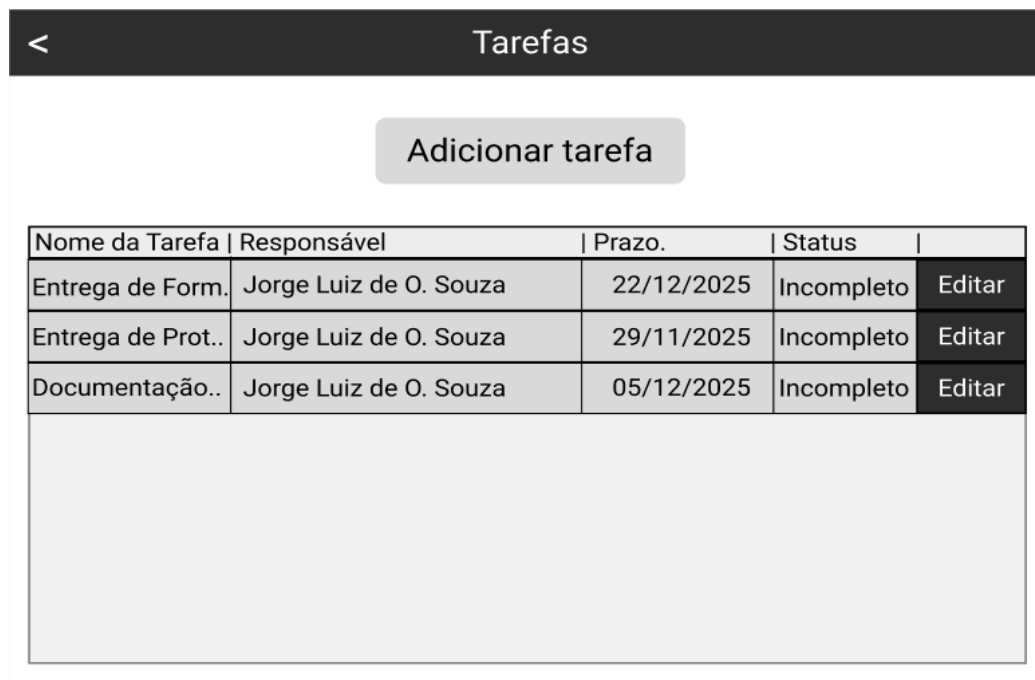 < Tarefas
Adicionar tarefa
Nome da Tarefa | Responsável | Prazo. | Status |
Entrega de Form. Jorge Luiz de O. Souza 22/12/2025 Incompleto Editar
Entrega de Prot.. Jorge Luiz de O. Souza 29/11/2025 Incompleto Editar
Documentação.. Jorge Luiz de O. Souza 05/12/2025 Incompleto Editar